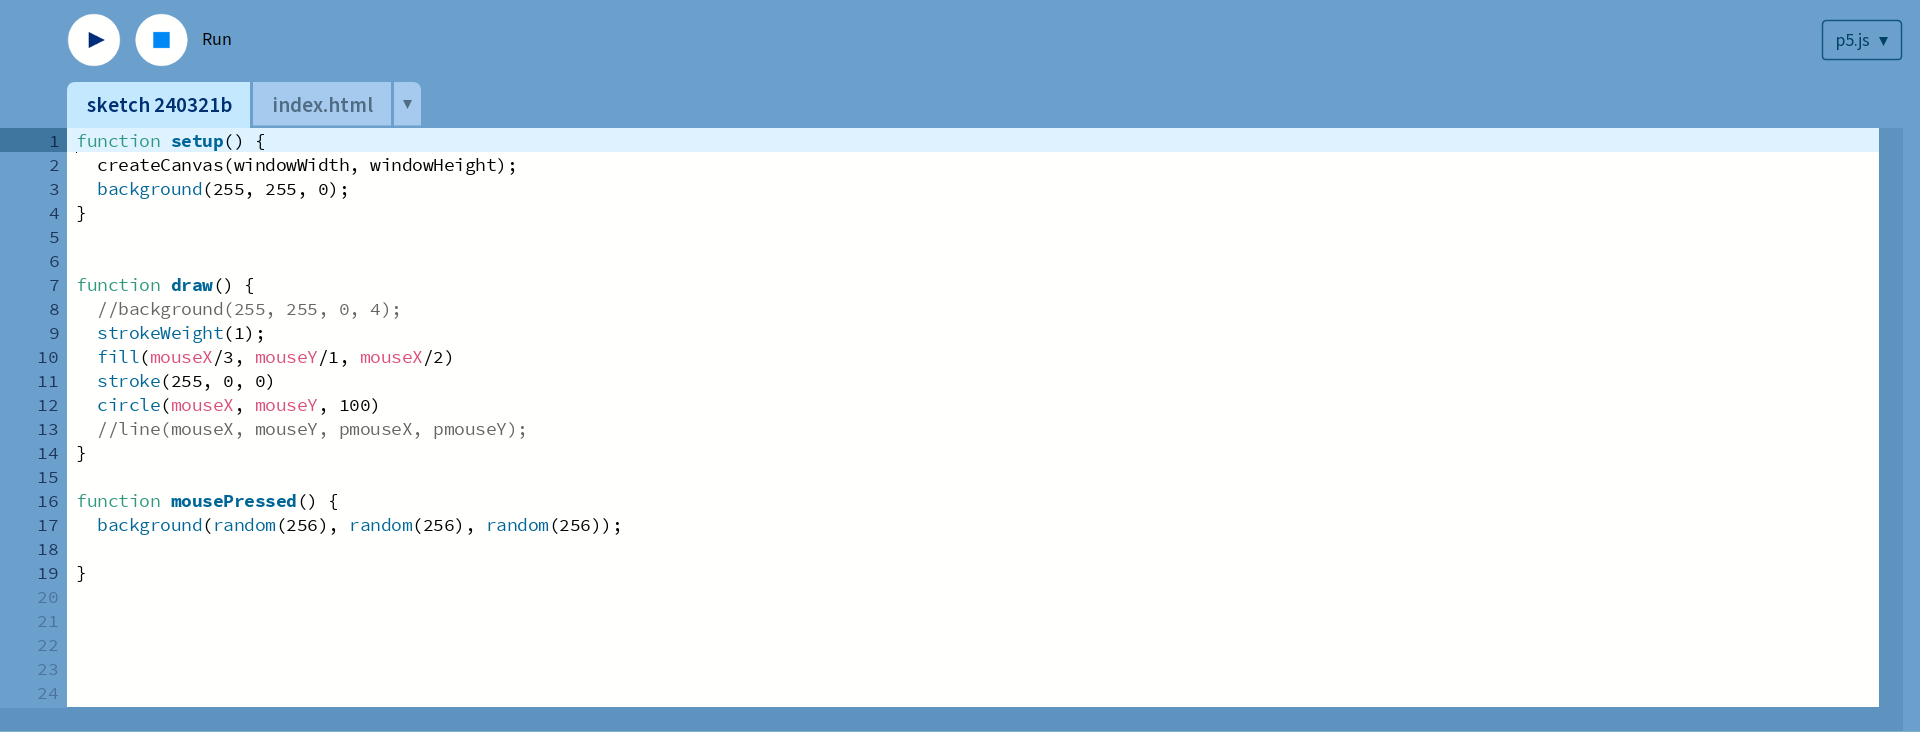 Run
p5.js ▼
sketch 240321b index.html ▼
1 function setup() {
2   createCanvas(windowWidth, windowHeight);
3   background(255, 255, 0);
4 }
5
6
7 function draw() {
8   //background(255, 255, 0, 4);
9   strokeWeight(1);
10   fill(mouseX/3, mouseY/1, mouseX/2)
11   stroke(255, 0, 0)
12   circle(mouseX, mouseY, 100)
13   //line(mouseX, mouseY, pmouseX, pmouseY);
14 }
15
16 function mousePressed() {
17   background(random(256), random(256), random(256));
18
19 }
20
21
22
23
24